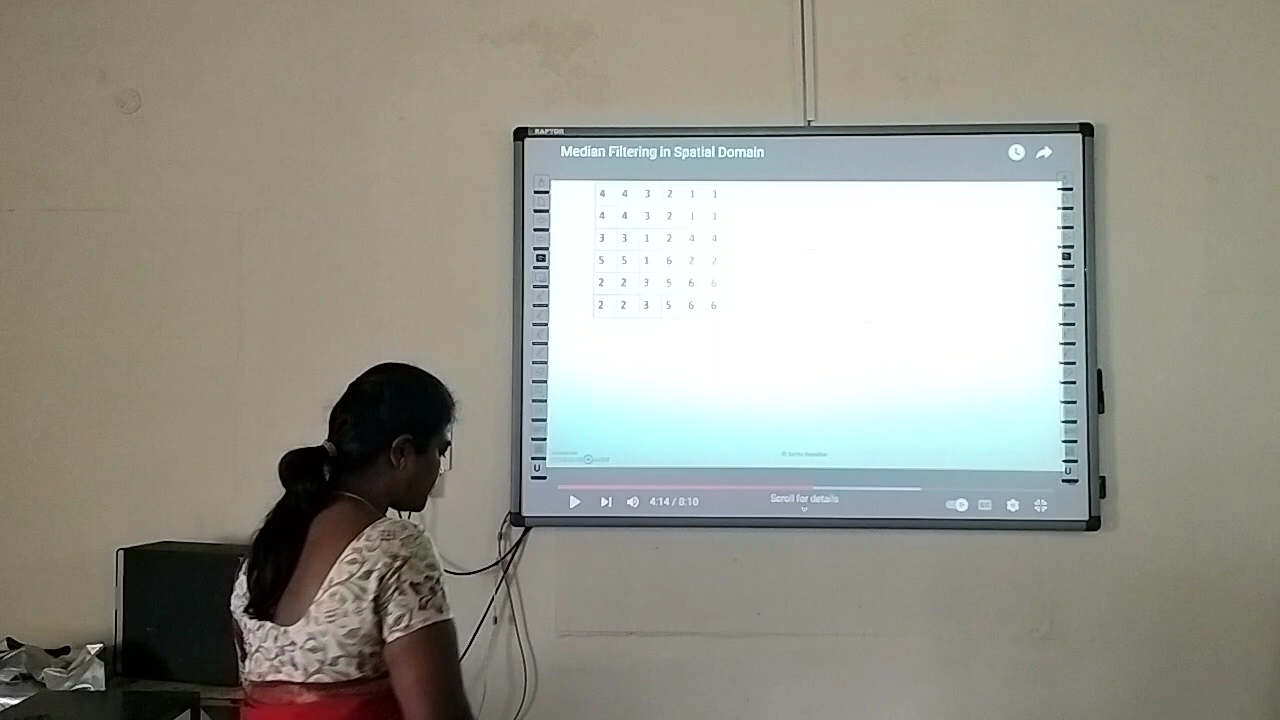 RAPTOR
Median Filtering in Spatial Domain
4 4 3 2 1 1
4 4 3 2 1 1
3 3 1 2 4 4
5 5 1 6 2 2
2 2 3 5 6 6
2 2 3 5 6 6
4:14 / 8:10
Scroll for details